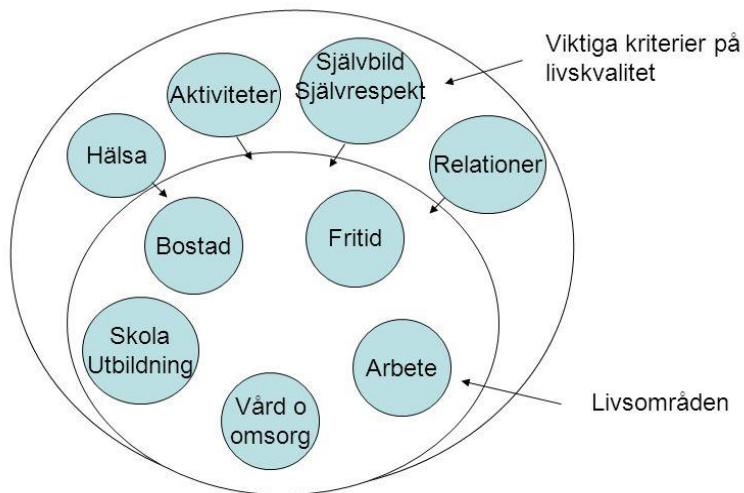 Viktiga kriterier på
livskvalitet
Självbild
Självrespekt
Aktiviteter
Hälsa
Relationer
Bostad
Fritid
Skola
Utbildning
Arbete
Vård o
omsorg
Livsområden